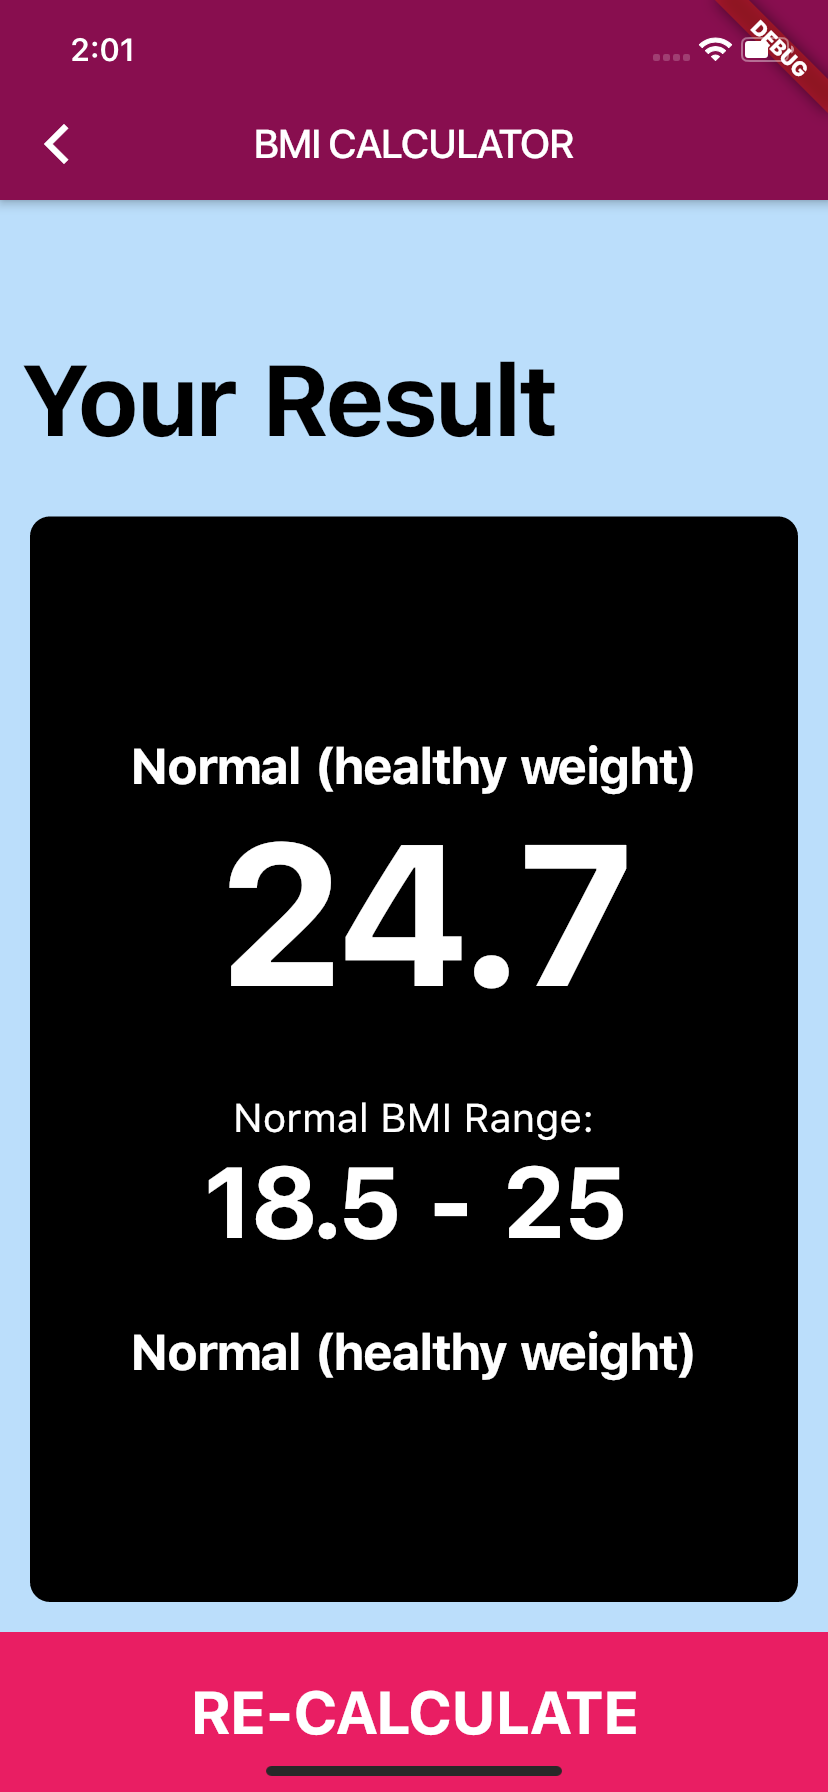 2:01
DEBUG
BMI CALCULATOR
Your Result
Normal (healthy weight)
24.7
Normal BMI Range:
18.5 - 25
Normal (healthy weight)
RE-CALCULATE